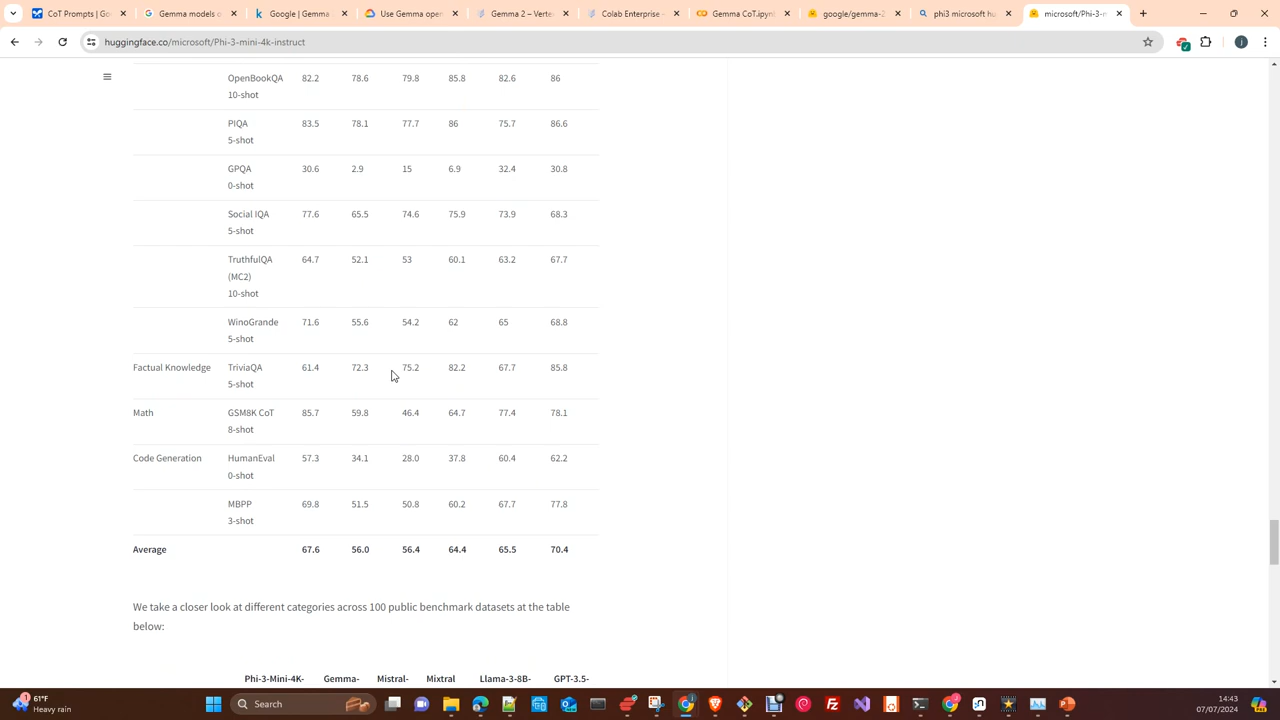 CoT Prompts | Go
Gemma models o
Google | Gemma
Use Gemma open
Gemma 2 – Verte
Colab Enterprise -
Gemma CoT.ipyn
google/gemma-2
phi3 microsoft hu
microsoft/Phi-3-m
huggingface.co/microsoft/Phi-3-mini-4k-instruct
OpenBookQA 82.2 78.6 79.8 85.8 82.6 86
10-shot
PIQA 83.5 78.1 77.7 86 75.7 86.6
5-shot
GPQA 30.6 2.9 15 6.9 32.4 30.8
0-shot
Social IQA 77.6 65.5 74.6 75.9 73.9 68.3
5-shot
TruthfulQA 64.7 52.1 53 60.1 63.2 67.7
(MC2)
10-shot
WinoGrande 71.6 55.6 54.2 62 65 68.8
5-shot
Factual Knowledge TriviaQA 61.4 72.3 75.2 82.2 67.7 85.8
5-shot
Math GSM8K CoT 85.7 59.8 46.4 64.7 77.4 78.1
8-shot
Code Generation HumanEval 57.3 34.1 28.0 37.8 60.4 62.2
0-shot
MBPP 69.8 51.5 50.8 60.2 67.7 77.8
3-shot
Average 67.6 56.0 56.4 64.4 65.5 70.4
We take a closer look at different categories across 100 public benchmark datasets at the table
below:
Phi-3-Mini-4K- Gemma- Mistral- Mixtral Llama-3-8B- GPT-3.5-
61°F
Heavy rain
Search
14:43
07/07/2024